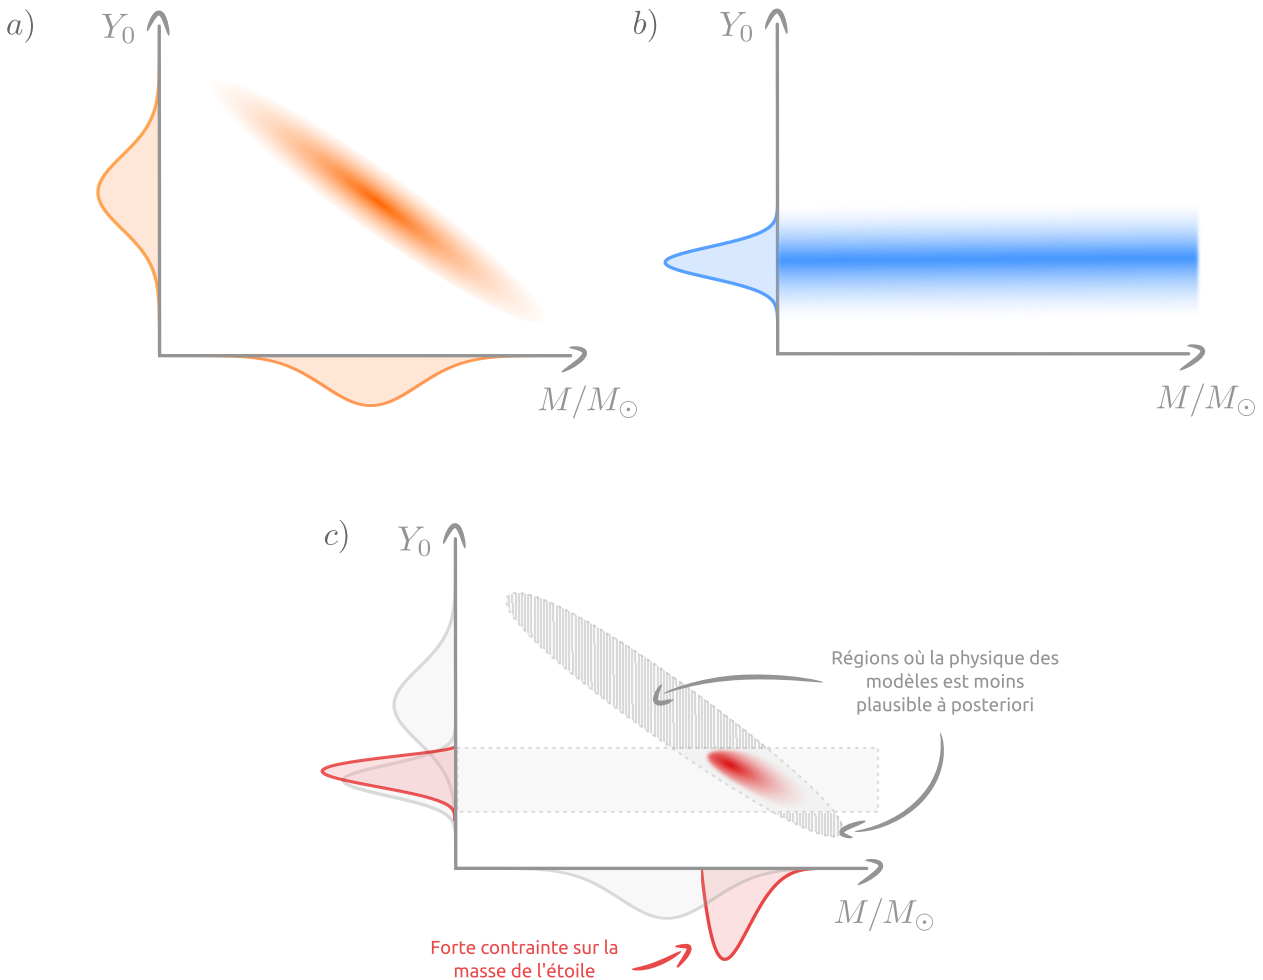 a)
Y₀
M/M⊙
b)
Y₀
M/M⊙
c)
Y₀
Régions où la physique des
modèles est moins
plausible à posteriori
M/M⊙
Forte contrainte sur la
masse de l'étoile